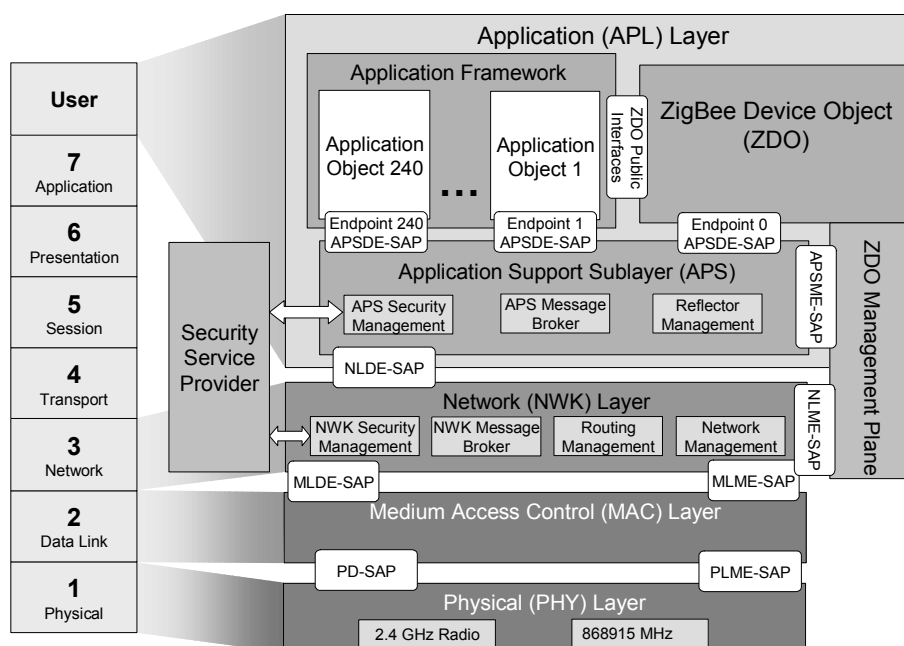 User
7
Application
6
Presentation
5
Session
4
Transport
3
Network
2
Data Link
1
Physical
Security
Service
Provider
Application (APL) Layer
Application Framework
Application
Object 240
...
Application
Object 1
ZDO Public
Interfaces
ZigBee Device Object
(ZDO)
Endpoint 240
APSDE-SAP
Endpoint 1
APSDE-SAP
Endpoint 0
APSDE-SAP
Application Support Sublayer (APS)
APS Security
Management
APS Message
Broker
Reflector
Management
APSME-SAP
ZDO Management Plane
NLDE-SAP
Network (NWK) Layer
NWK Security
Management
NWK Message
Broker
Routing
Management
Network
Management
NLME-SAP
MLDE-SAP
MLME-SAP
Medium Access Control (MAC) Layer
PD-SAP
PLME-SAP
Physical (PHY) Layer
2.4 GHz Radio
868915 MHz